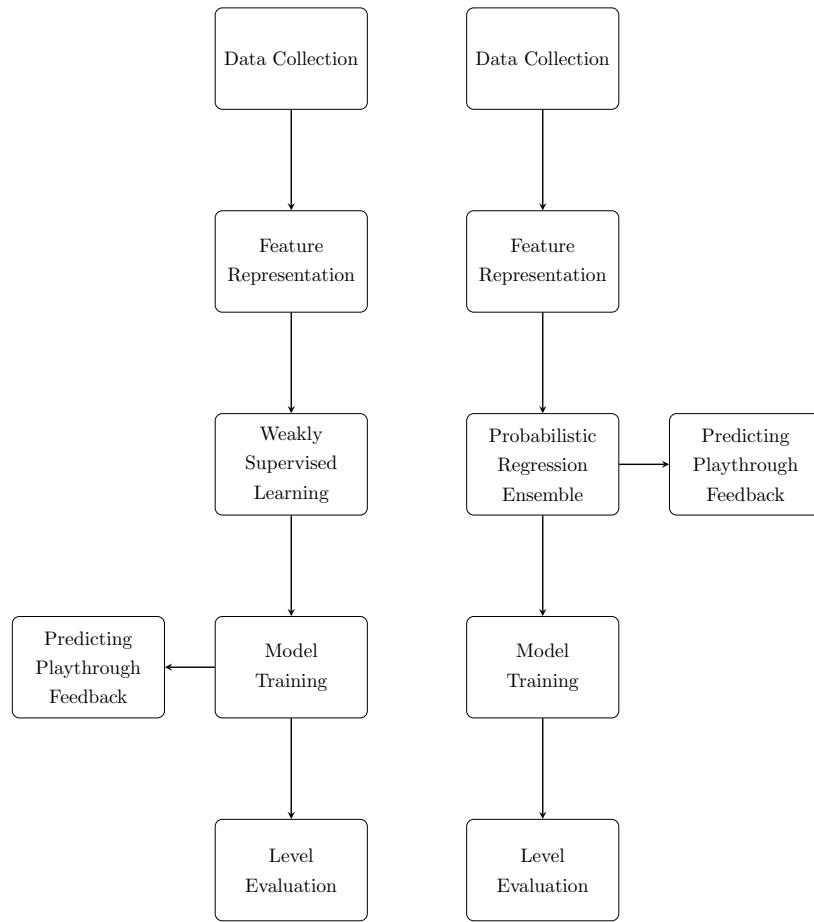 Data Collection
Data Collection
Feature
Representation
Feature
Representation
Weakly
Supervised
Learning
Probabilistic
Regression
Ensemble
Predicting
Playthrough
Feedback
Predicting
Playthrough
Feedback
Model
Training
Model
Training
Level
Evaluation
Level
Evaluation